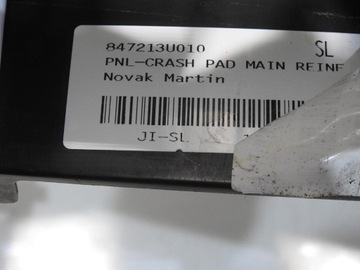 847213U010 SL
PNL-CRASH PAD MAIN REINF
Novak Martin
JI-SL